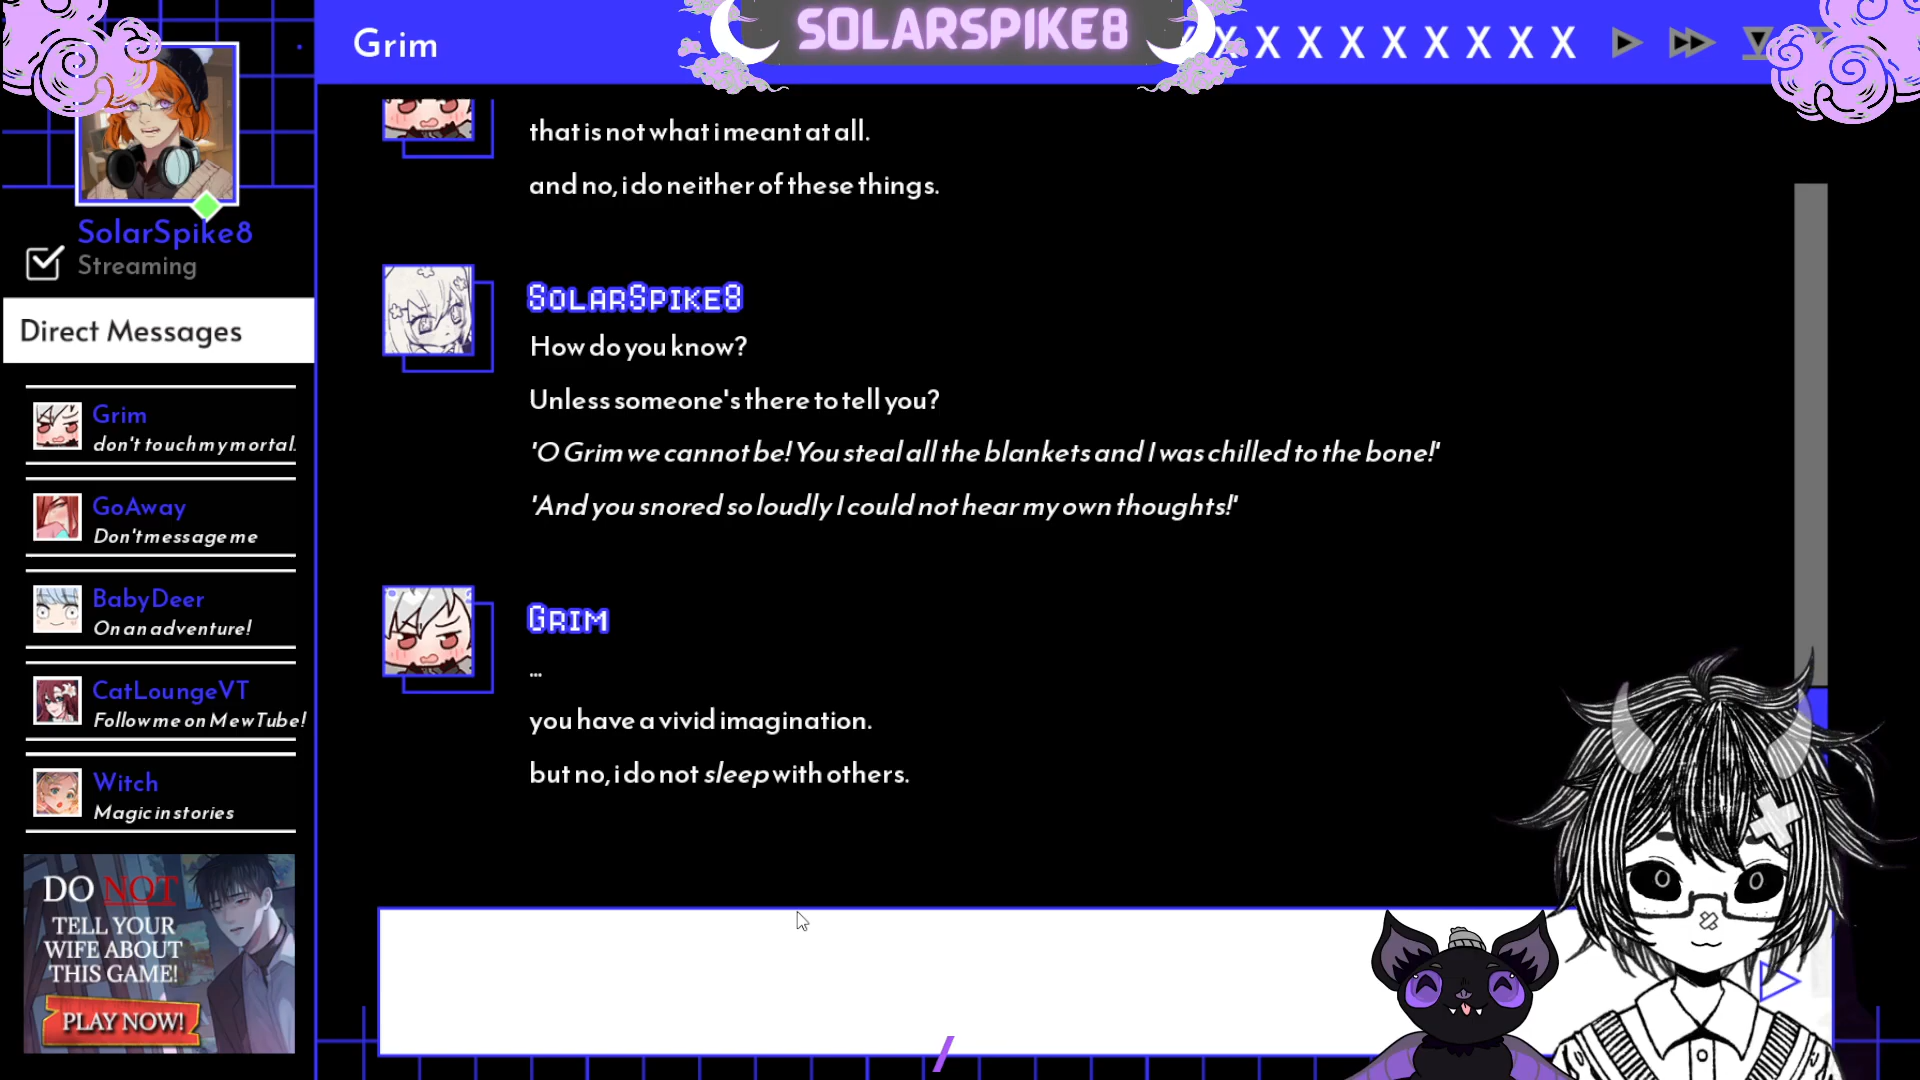 SOLARSPIKE8
Grim
X X X X X X X X X
that is not what i meant at all.
and no, i do neither of these things.
SolarSpike8
Streaming
Direct Messages
Grim
don't touch my mortal.
GoAway
Don't message me
BabyDeer
On an adventure!
CatLoungeVT
Follow me on MewTube!
Witch
Magic in stories
DO NOT
TELL YOUR
WIFE ABOUT
THIS GAME!
PLAY NOW!
SOLARSPIKE8
How do you know?
Unless someone's there to tell you?
'O Grim we cannot be! You steal all the blankets and I was chilled to the bone!'
'And you snored so loudly I could not hear my own thoughts!'
GRIM
...
you have a vivid imagination.
but no, i do not sleep with others.
/